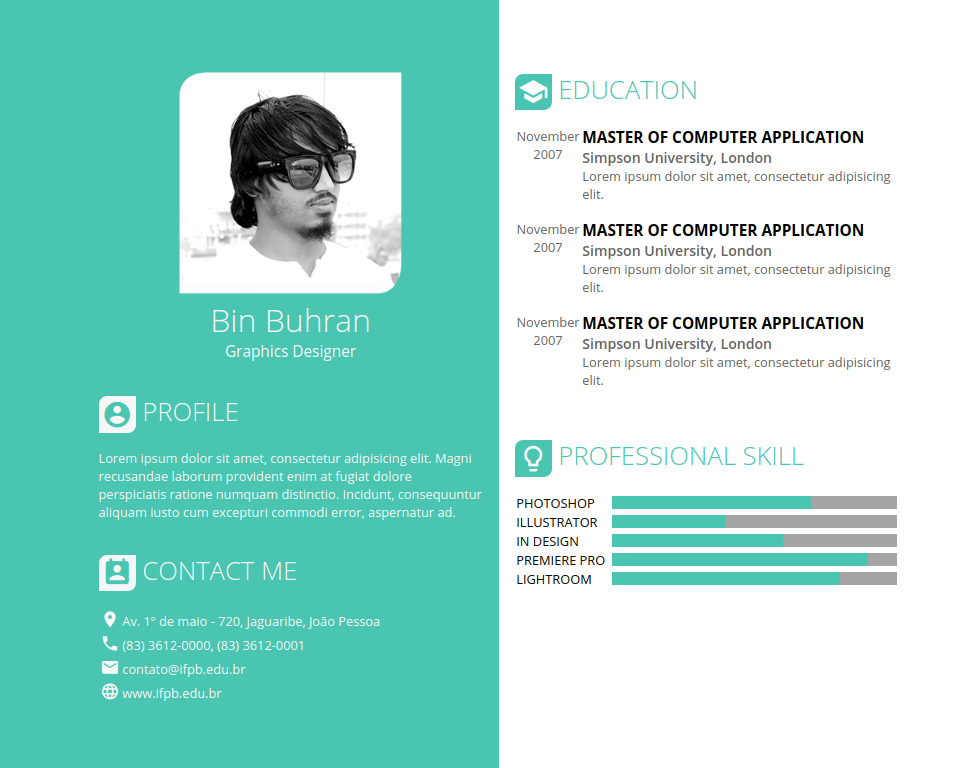 Bin Buhran
Graphics Designer
PROFILE
Lorem ipsum dolor sit amet, consectetur adipisicing elit. Magni
recusandae laborum provident enim at fugiat dolore
perspiciatis ratione numquam distinctio. Incidunt, consequuntur
aliquam iusto cum excepturi commodi error, aspernatur ad.
CONTACT ME
Av. 1º de maio - 720, Jaguaribe, João Pessoa
(83) 3612-0000, (83) 3612-0001
contato@ifpb.edu.br
www.ifpb.edu.br
EDUCATION
November MASTER OF COMPUTER APPLICATION
2007 Simpson University, London
Lorem ipsum dolor sit amet, consectetur adipisicing
elit.
November MASTER OF COMPUTER APPLICATION
2007 Simpson University, London
Lorem ipsum dolor sit amet, consectetur adipisicing
elit.
November MASTER OF COMPUTER APPLICATION
2007 Simpson University, London
Lorem ipsum dolor sit amet, consectetur adipisicing
elit.
PROFESSIONAL SKILL
PHOTOSHOP
ILLUSTRATOR
IN DESIGN
PREMIERE PRO
LIGHTROOM